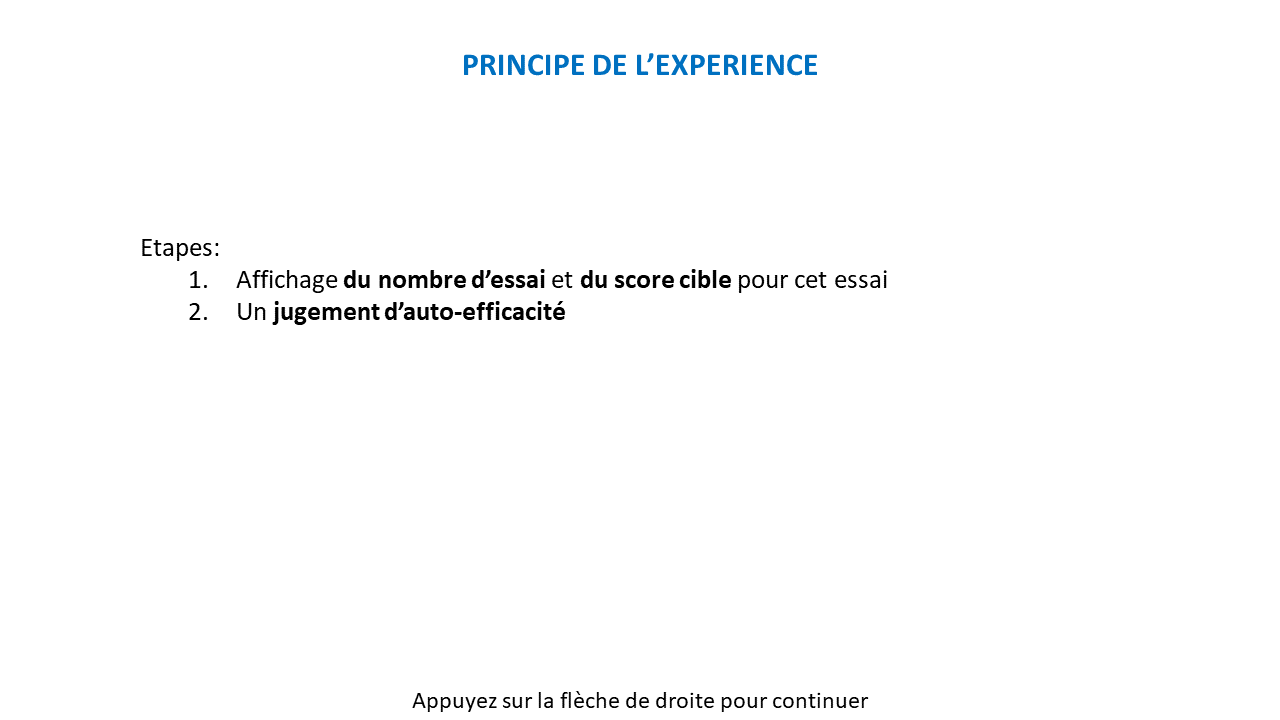 PRINCIPE DE L’EXPERIENCE
Etapes:
1. Affichage du nombre d’essai et du score cible pour cet essai
2. Un jugement d’auto-efficacité
Appuyez sur la flèche de droite pour continuer